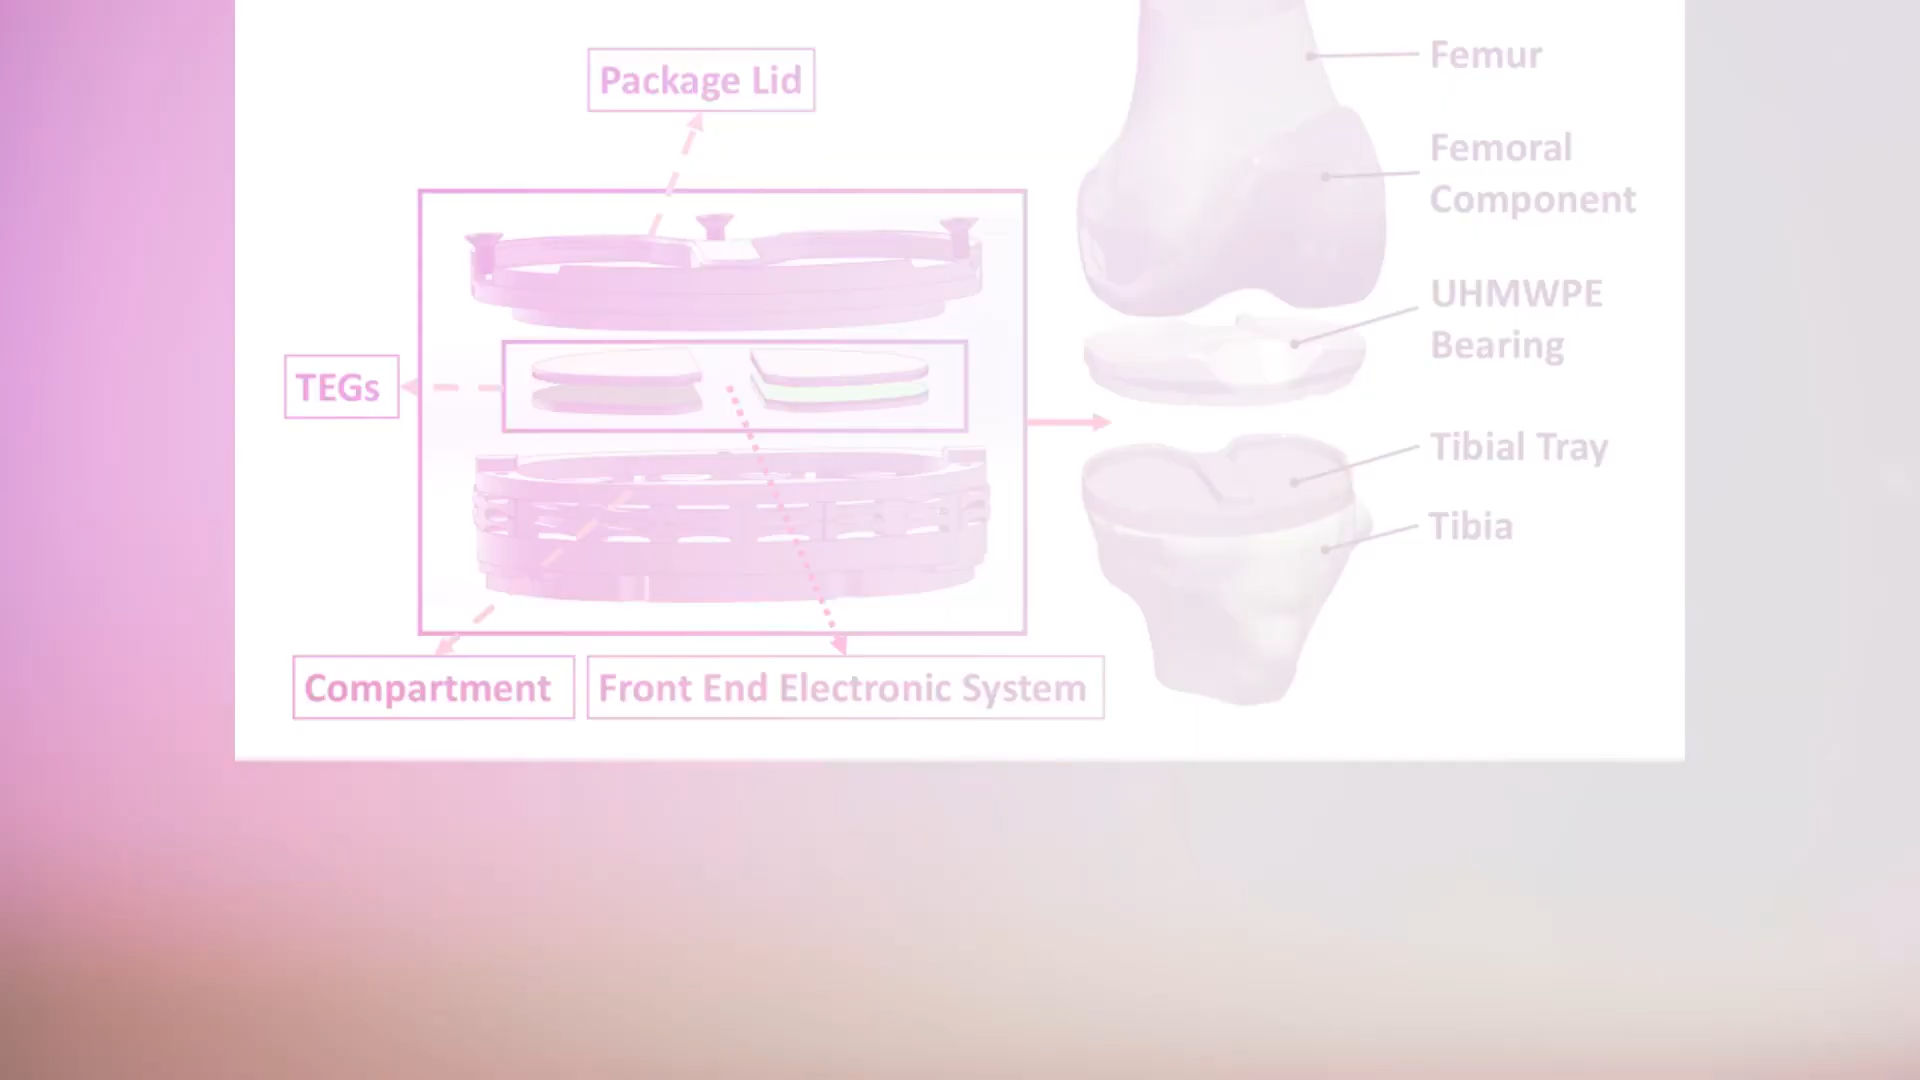 Package Lid
TEGs
Compartment
Front End Electronic System
Femur
Femoral
Component
UHMWPE
Bearing
Tibial Tray
Tibia